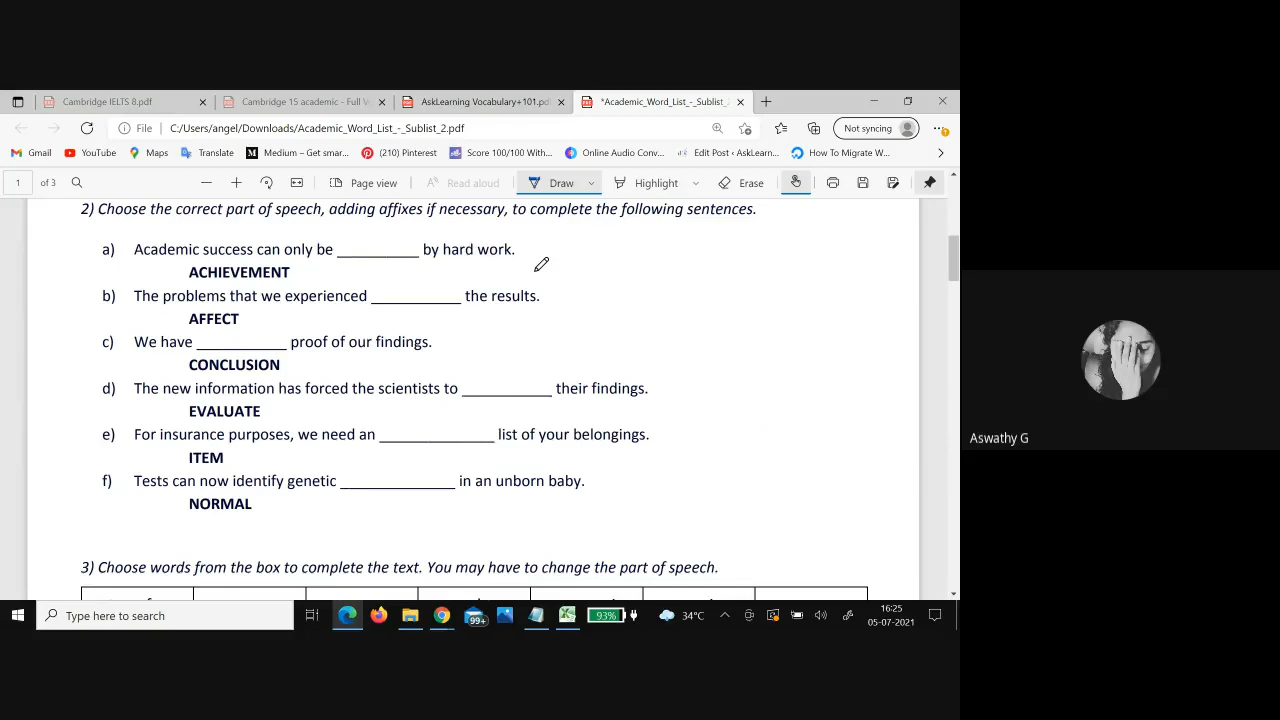 Cambridge IELTS 8.pdf
Cambridge 15 academic - Full V
AskLearning Vocabulary+101.pdf
*Academic_Word_List_-_Sublist_2
File C:/Users/angel/Downloads/Academic_Word_List_-_Sublist_2.pdf
Not syncing
Gmail YouTube Maps Translate Medium – Get smar... (210) Pinterest Score 100/100 With... Online Audio Conv... Edit Post ‹ AskLearn... How To Migrate W...
1 of 3 Page view Read aloud Draw Highlight Erase
2) Choose the correct part of speech, adding affixes if necessary, to complete the following sentences.
a) Academic success can only be __________ by hard work.
ACHIEVEMENT
b) The problems that we experienced ___________ the results.
AFFECT
c) We have ___________ proof of our findings.
CONCLUSION
d) The new information has forced the scientists to ___________ their findings.
EVALUATE
e) For insurance purposes, we need an ______________ list of your belongings.
ITEM
f) Tests can now identify genetic ______________ in an unborn baby.
NORMAL
3) Choose words from the box to complete the text. You may have to change the part of speech.
Aswathy G
Type here to search
99+
93%
34°C
16:25
05-07-2021